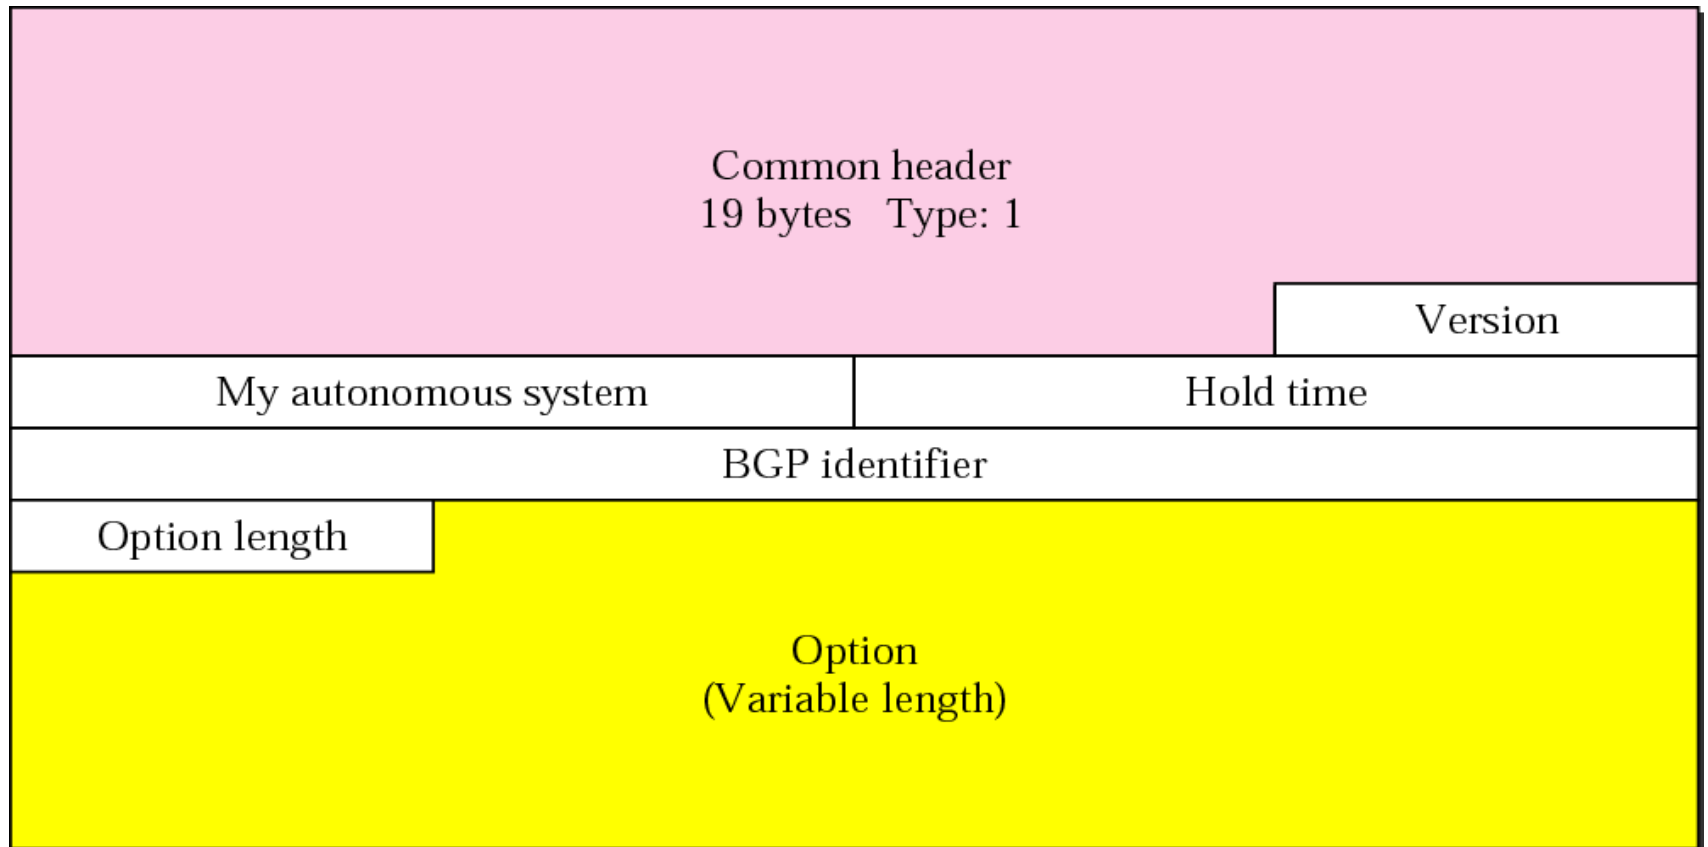 Common header
19 bytes Type: 1
Version
My autonomous system
Hold time
BGP identifier
Option length
Option
(Variable length)